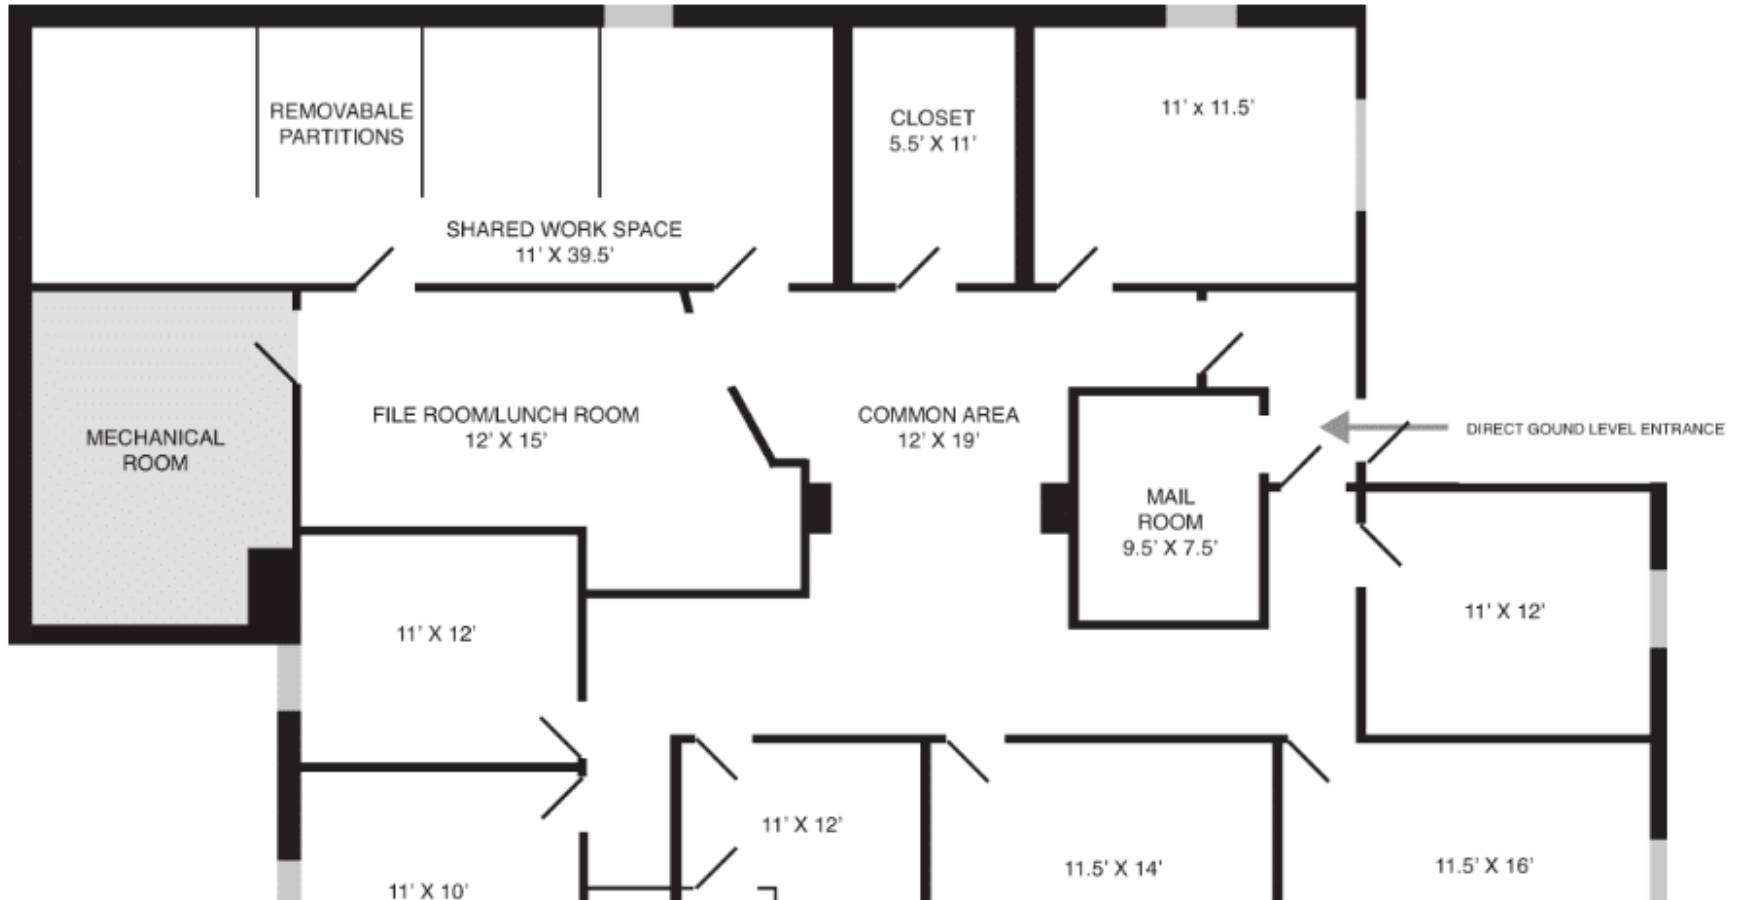 REMOVABALE
PARTITIONS
CLOSET
5.5' X 11'
11' x 11.5'
SHARED WORK SPACE
11' X 39.5'
MECHANICAL
ROOM
FILE ROOM/LUNCH ROOM
12' X 15'
COMMON AREA
12' X 19'
DIRECT GOUND LEVEL ENTRANCE
MAIL
ROOM
9.5' X 7.5'
11' X 12'
11' X 12'
11' X 12'
11.5' X 14'
11.5' X 16'
11' X 10'